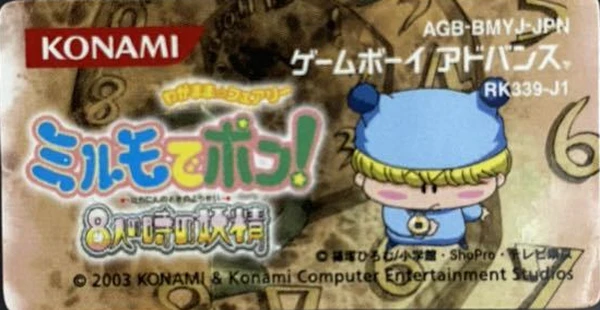 KONAMI
AGB-BMYJ-JPN
ゲームボーイ アドバンス
RK339-J1
わがまま☆フェアリー
ミルモでポン!
8人の時の妖精
© 篠塚ひろむ/小学館・ShoPro・テレビ愛知
© 2003 KONAMI & Konami Computer Entertainment Studios